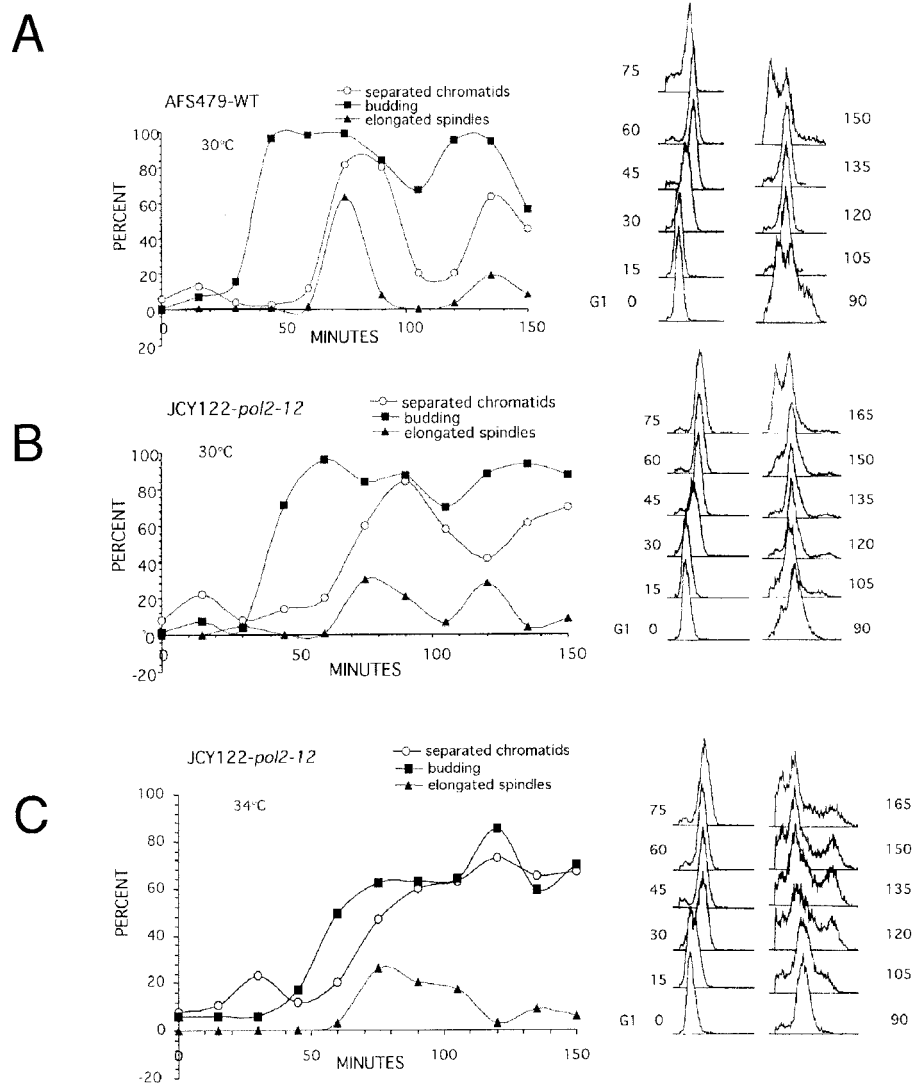 A
AFS479-WT
separated chromatids
budding
elongated spindles
30°C
PERCENT
100
80
60
40
20
0
20
0
50
100
150
MINUTES
75
60
45
30
15
G1 0
150
135
120
105
90
B
JCY122-pol2-12
separated chromatids
budding
elongated spindles
30°C
PERCENT
100
80
60
40
20
0
-20
0
50
100
150
MINUTES
75
60
45
30
15
G1 0
165
150
135
120
105
90
C
JCY122-pol2-12
separated chromatids
budding
elongated spindles
34°C
PERCENT
100
80
60
40
20
0
-20
0
50
100
150
MINUTES
75
60
45
30
15
G1 0
165
150
135
120
105
90